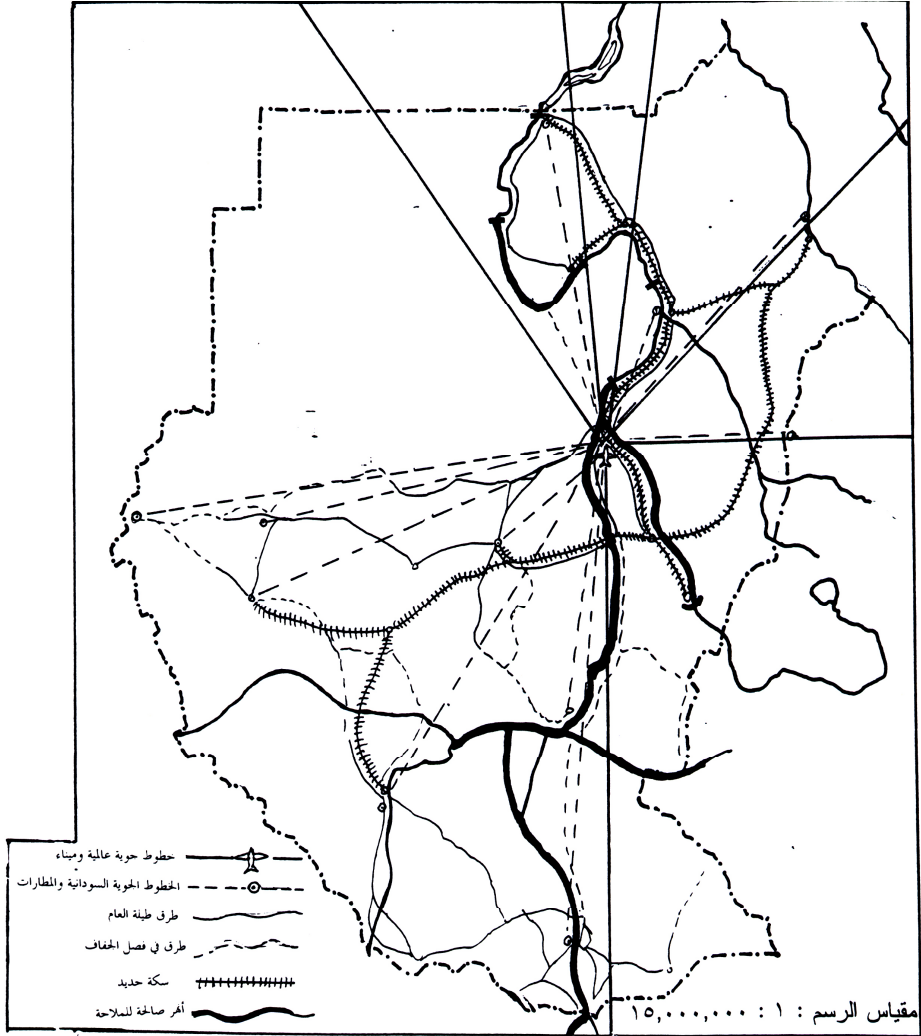 خطوط جوية عالمية وميناء
الخطوط الجوية السودانية والمطارات
طرق طيلة العام
طرق في فصل الجفاف
سكة حديد
أنهر صالحة للملاحة
مقياس الرسم : ١ : ١٥,٠٠٠,٠٠٠